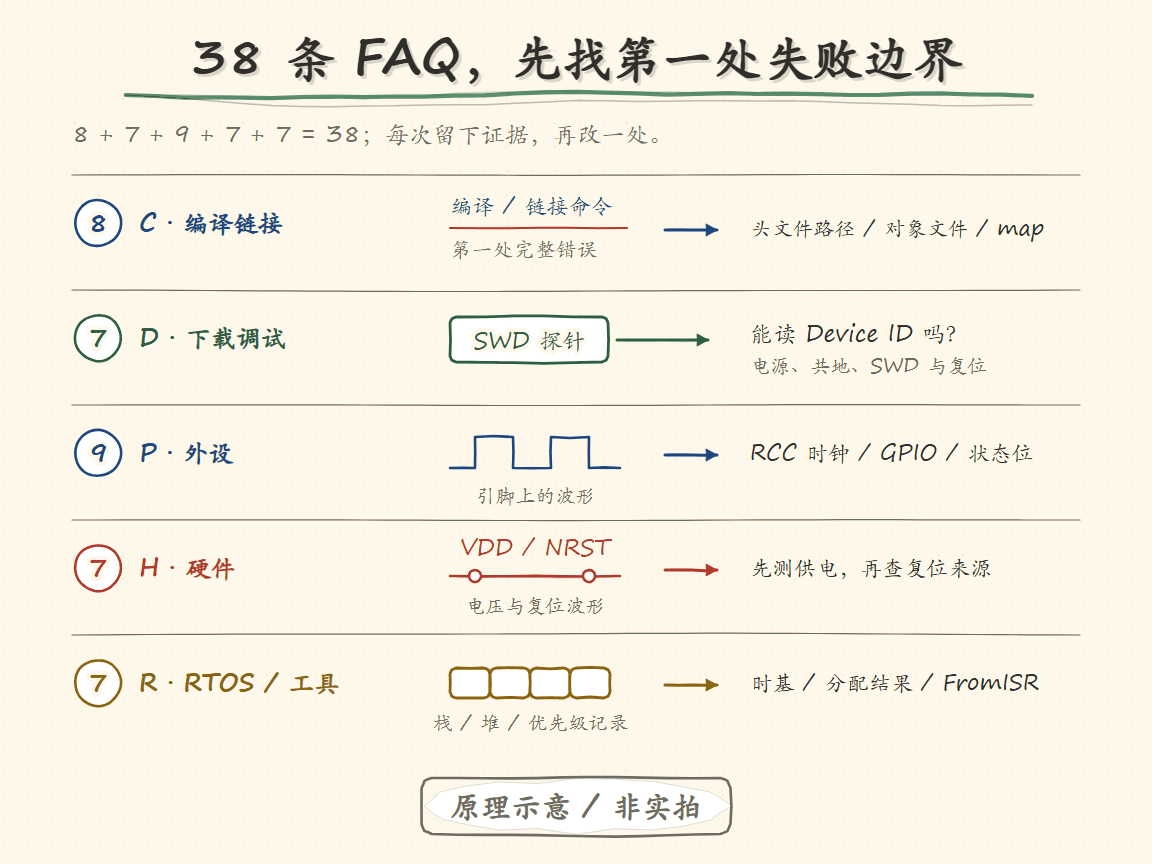 38 条 FAQ，先找第一处失败边界
8 + 7 + 9 + 7 + 7 = 38；每次留下证据，再改一处。
8 C · 编译链接
编译 / 链接命令
第一处完整错误
头文件路径 / 对象文件 / map
7 D · 下载调试
SWD 探针
能读 Device ID 吗？
电源、共地、SWD 与复位
9 P · 外设
引脚上的波形
RCC 时钟 / GPIO / 状态位
7 H · 硬件
VDD / NRST
电压与复位波形
先测供电，再查复位来源
7 R · RTOS / 工具
栈 / 堆 / 优先级记录
时基 / 分配结果 / FromISR
原理示意 / 非实拍